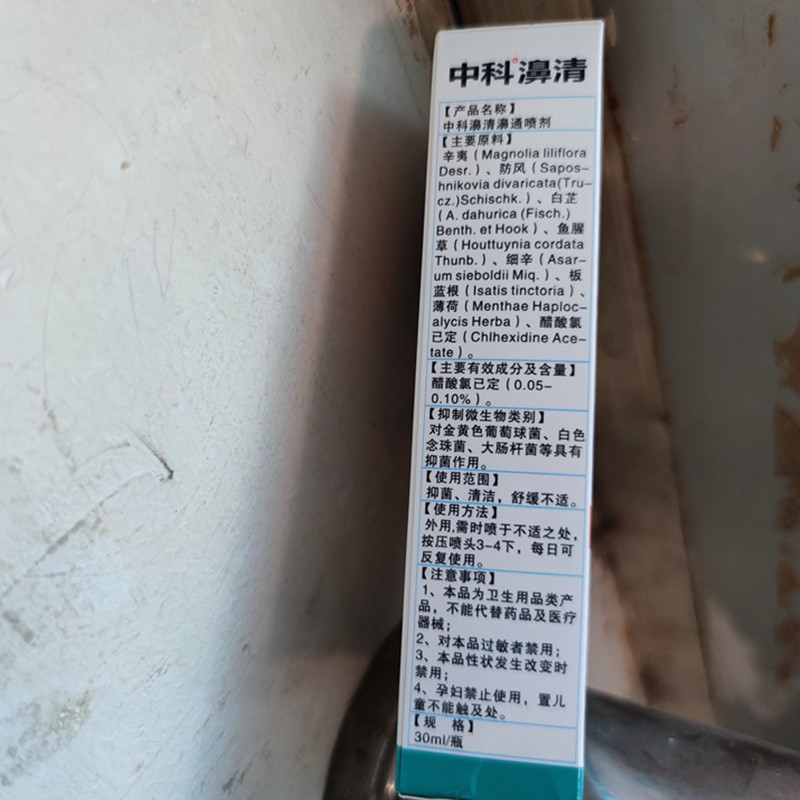 中科濞清
【产品名称】
中科濞清濞通喷剂
【主要原料】
辛夷（Magnolia liliflora
Desr.）、防风（Sapos-
hnikovia divaricata(Tru-
cz.)Schischk.）、白芷
（A. dahurica (Fisch.)
Benth. et Hook）、鱼腥
草（Houttuynia cordata
Thunb.）、细辛（Asar-
um sieboldii Miq.）、板
蓝根（Isatis tinctoria）、
薄荷（Menthae Haploc-
alycis Herba）、醋酸氯
已定（Chlhexidine Ace-
tate）。
【主要有效成分及含量】
醋酸氯已定（0.05-
0.10%）。
【抑制微生物类别】
对金黄色葡萄球菌、白色
念珠菌、大肠杆菌等具有
抑菌作用。
【使用范围】
抑菌、清洁，舒缓不适。
【使用方法】
外用,需时喷于不适之处，
按压喷头3-4下，每日可
反复使用。
【注意事项】
1、本品为卫生用品类产
品，不能代替药品及医疗
器械；
2、对本品过敏者禁用；
3、本品性状发生改变时
禁用；
4、孕妇禁止使用，置儿
童不能触及处。
【规 格】
30ml/瓶